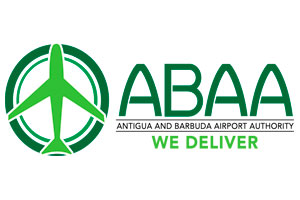 ABAA
ANTIGUA AND BARBUDA AIRPORT AUTHORITY
WE DELIVER